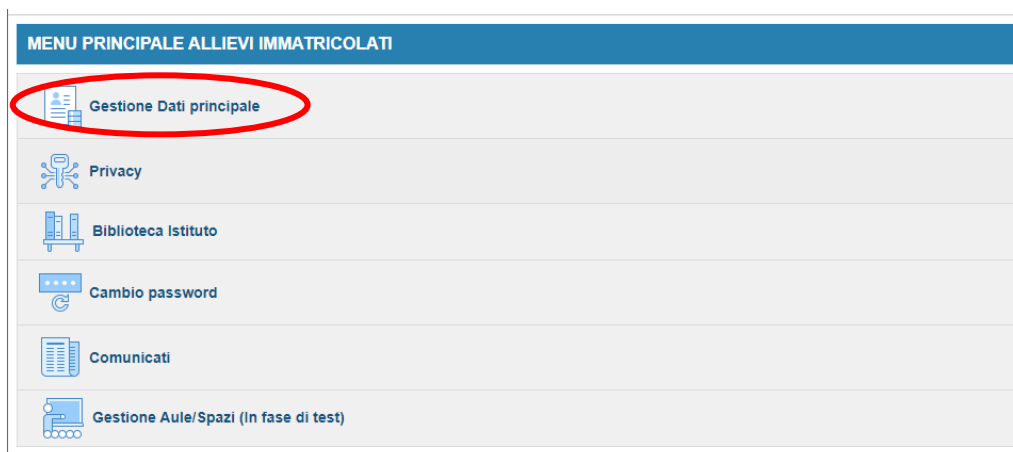 MENU PRINCIPALE ALLIEVI IMMATRICOLATI
Gestione Dati principale
Privacy
Biblioteca Istituto
Cambio password
Comunicati
Gestione Aule/Spazi (In fase di test)